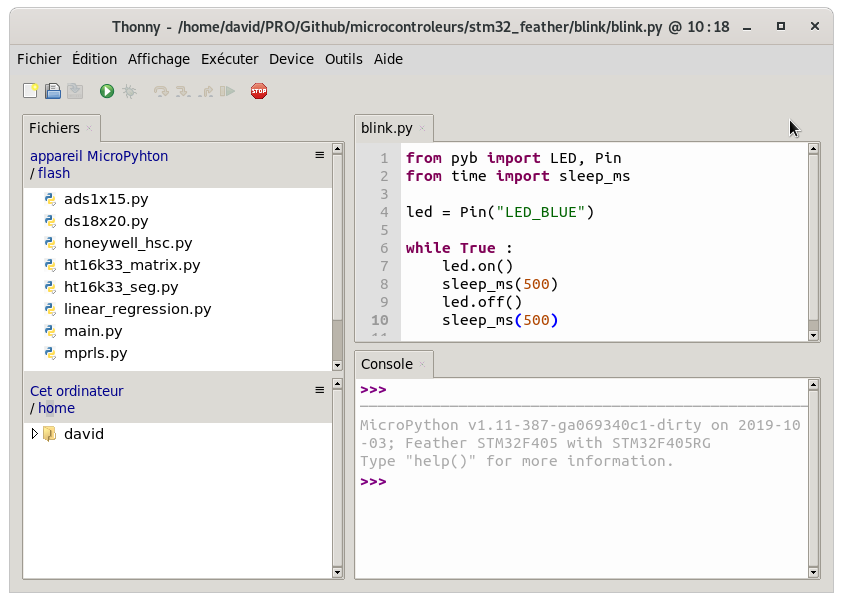 Thonny - /home/david/PRO/Github/microcontroleurs/stm32_feather/blink/blink.py @ 10:18
Fichier Édition Affichage Exécuter Device Outils Aide
STOP
Fichiers
appareil MicroPyhton
/ flash
ads1x15.py
ds18x20.py
honeywell_hsc.py
ht16k33_matrix.py
ht16k33_seg.py
linear_regression.py
main.py
mprls.py
Cet ordinateur
/ home
david
blink.py
1 from pyb import LED, Pin
2 from time import sleep_ms
3
4 led = Pin("LED_BLUE")
5
6 while True :
7 led.on()
8 sleep_ms(500)
9 led.off()
10 sleep_ms(500)
11
Console
>>>
MicroPython v1.11-387-ga069340c1-dirty on 2019-10
-03; Feather STM32F405 with STM32F405RG
Type "help()" for more information.
>>>